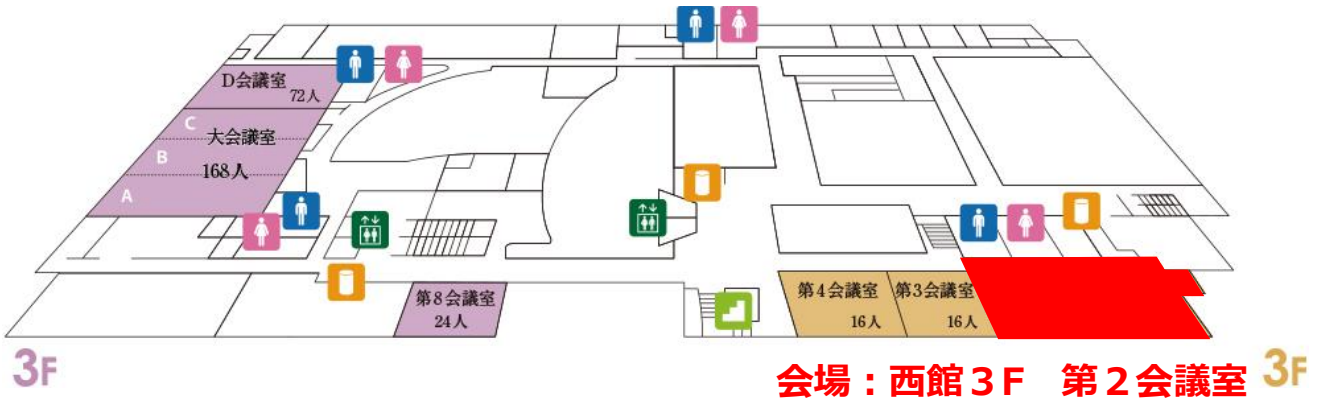 D会議室
72人
C
大会議室
B
168人
A
第8会議室
24人
第4会議室
16人
第3会議室
16人
3F
会場：西館３Ｆ　第２会議室
3F